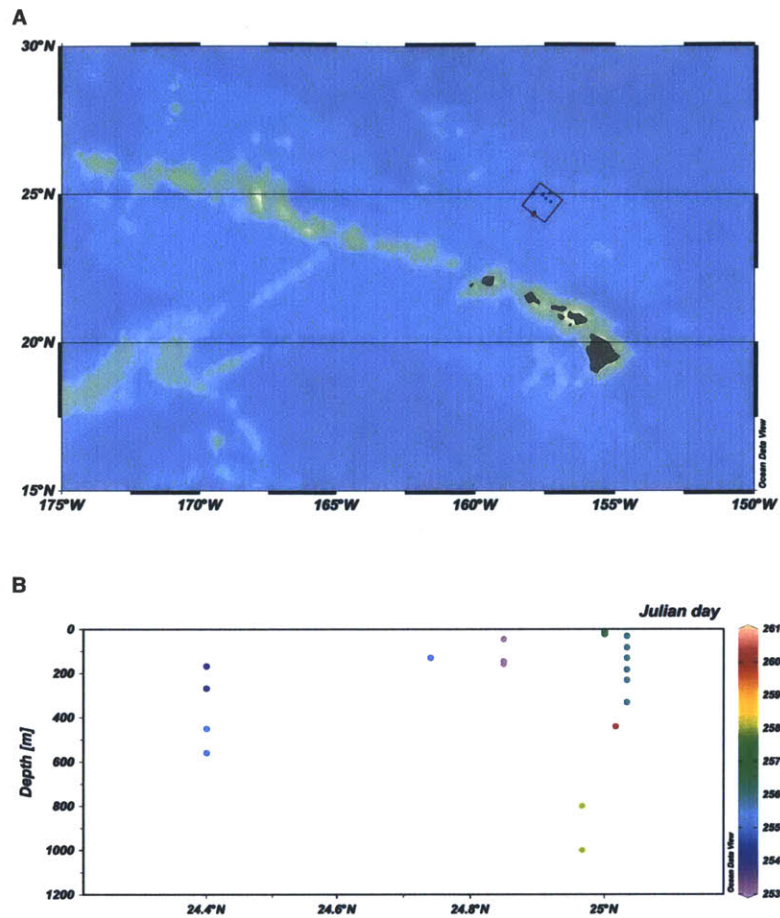 A
30°N
25°N
20°N
15°N
175°W 170°W 165°W 160°W 155°W 150°W
Ocean Data View
B
Julian day
0
200
400
600
800
1000
1200
Depth [m]
24.4°N 24.6°N 24.8°N 25°N
261
260
259
258
257
256
255
254
253
Ocean Data View